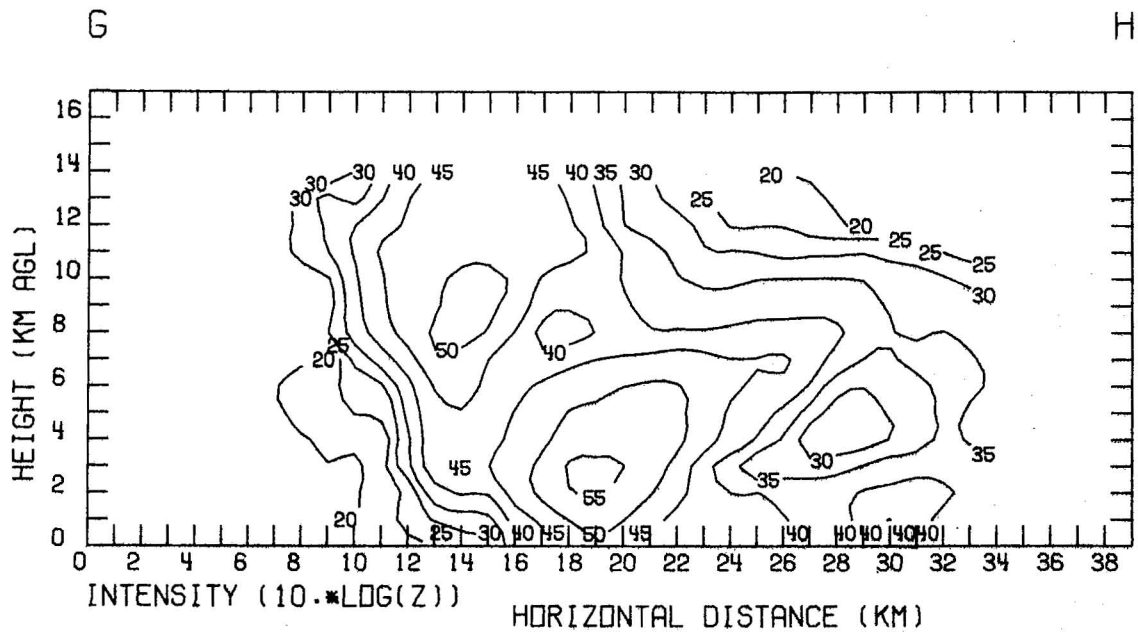 G H
16
14 30 30 40 45 45 40 35 30 20
30 25 20
12 25 25 25
10 30
8 50 40
25 20
6
4 30 35 35
45
2 55
20
0 25 30 40 45 50 45 40 40 40 40 40
0 2 4 6 8 10 12 14 16 18 20 22 24 26 28 30 32 34 36 38
HEIGHT (KM AGL)
INTENSITY (10.*LOG(Z))
HORIZONTAL DISTANCE (KM)